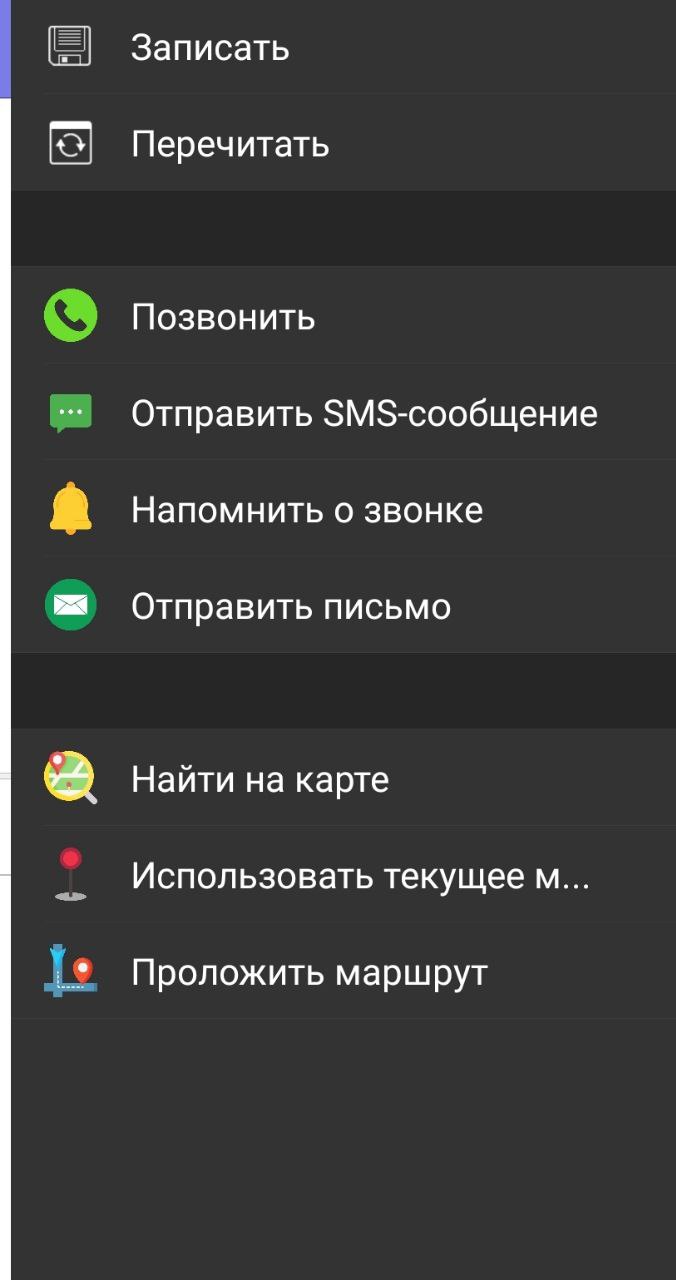 Записать
Перечитать
Позвонить
Отправить SMS-сообщение
Напомнить о звонке
Отправить письмо
Найти на карте
Использовать текущее м...
Проложить маршрут